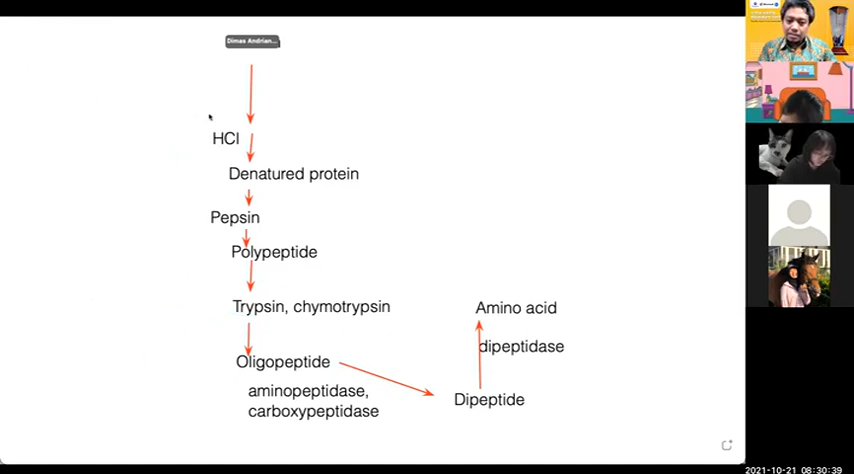 Dimas Andrian...
HCl
Denatured protein
Pepsin
Polypeptide
Trypsin, chymotrypsin
Amino acid
dipeptidase
Oligopeptide
aminopeptidase,
carboxypeptidase
Dipeptide
2021-10-21 08:30:39